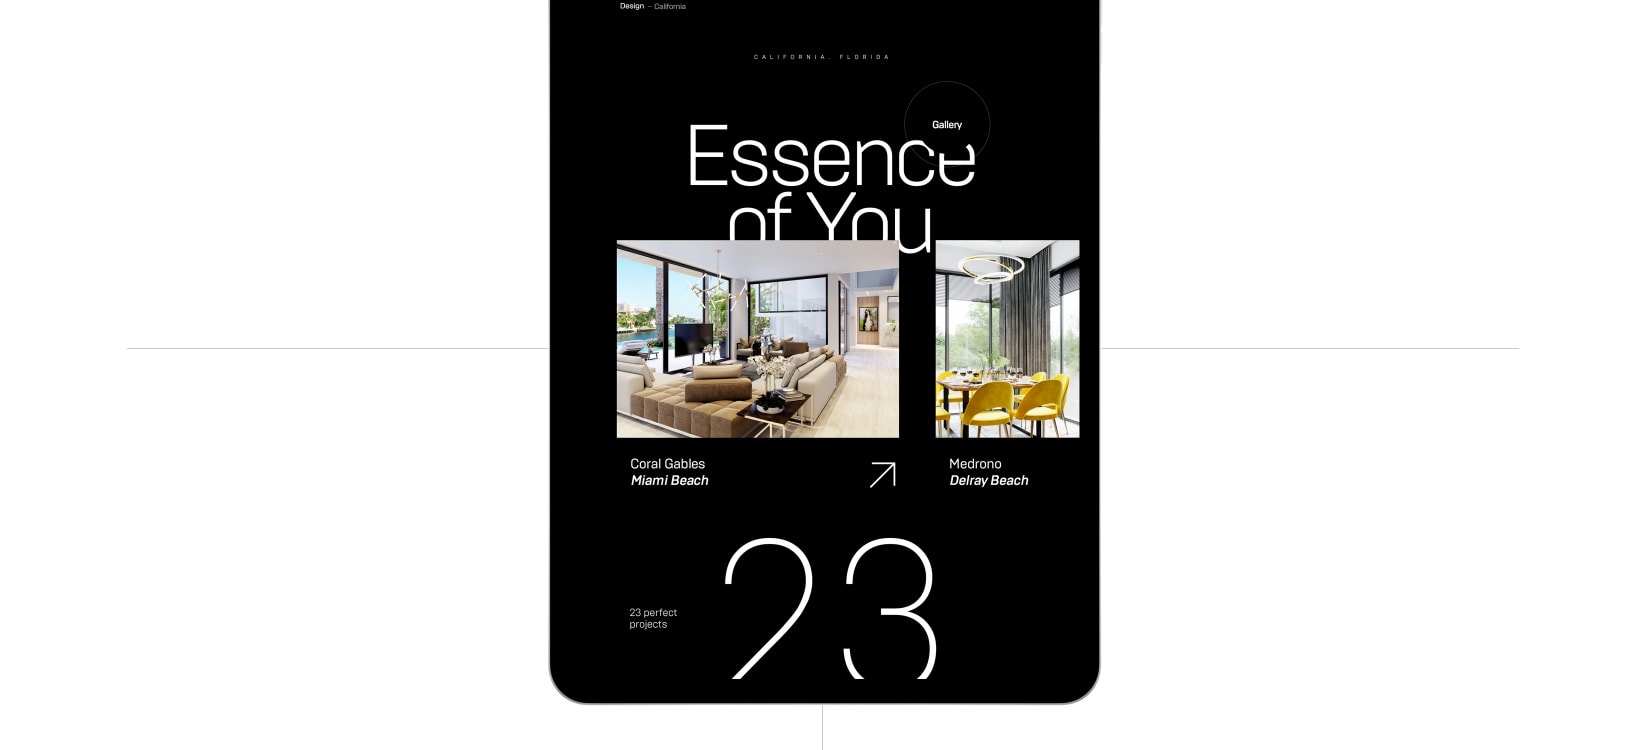 Design – California
CALIFORNIA. FLORIDA
Gallery
Essence
of You
Coral Gables
Miami Beach
Medrono
Delray Beach
23
23 perfect
projects